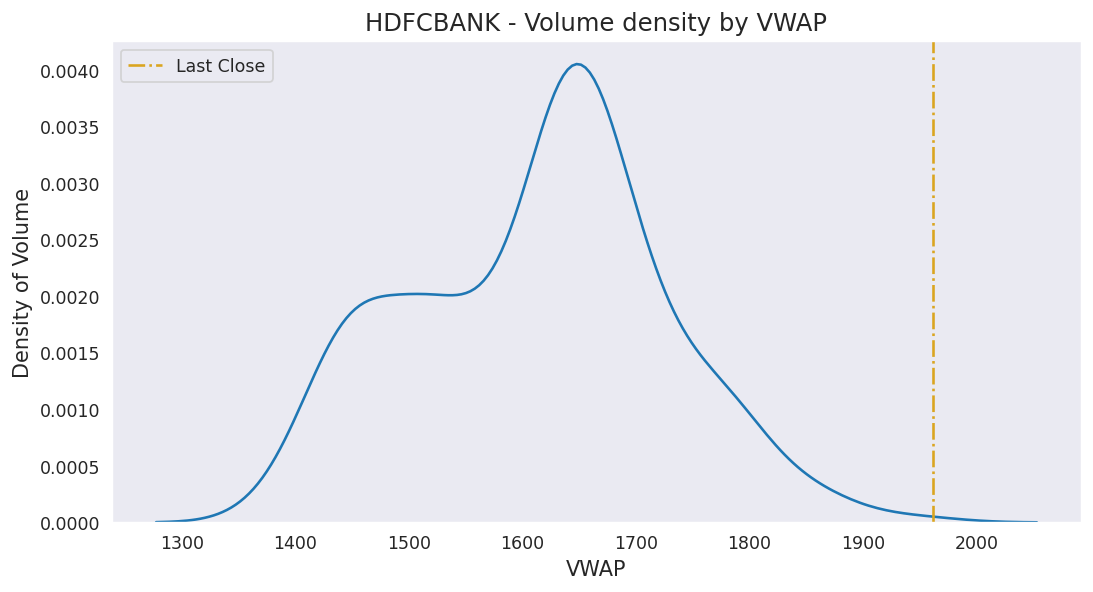 HDFCBANK - Volume density by VWAP
Last Close
Density of Volume
0.0040
0.0035
0.0030
0.0025
0.0020
0.0015
0.0010
0.0005
0.0000
1300 1400 1500 1600 1700 1800 1900 2000
VWAP